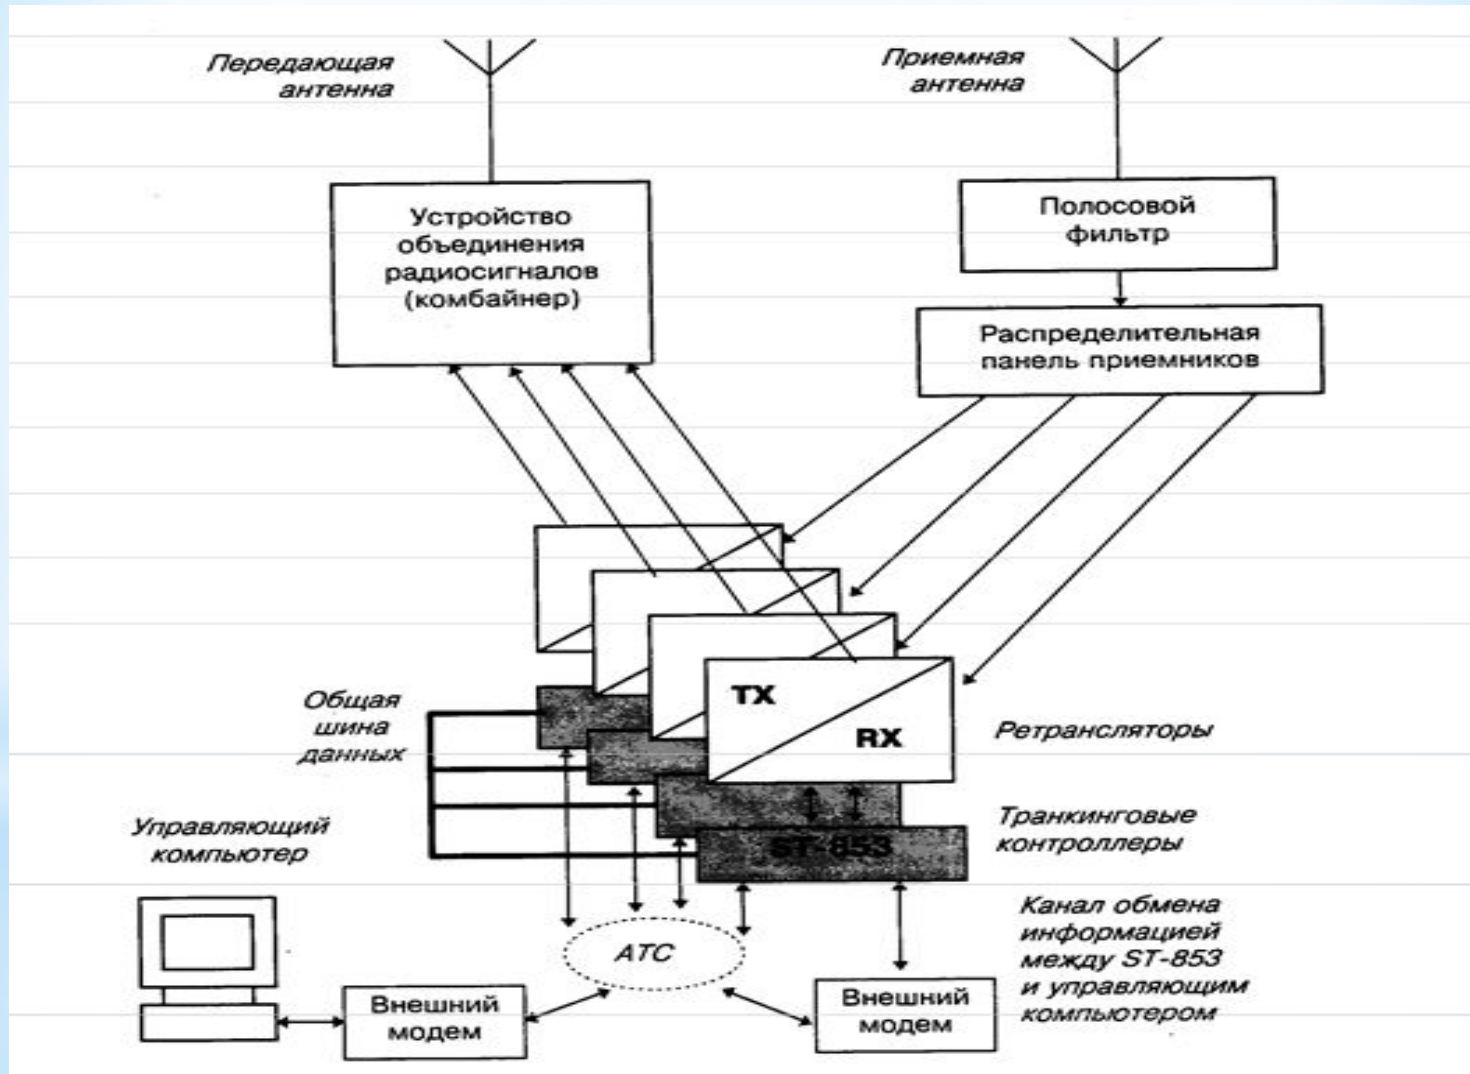 Передающая
антенна
Приемная
антенна
Устройство
объединения
радиосигналов
(комбайнер)
Полосовой
фильтр
Распределительная
панель приемников
TX
RX
Общая
шина
данных
Ретрансляторы
Управляющий
компьютер
Транкинговые
контроллеры
ST-853
Канал обмена
информацией
между ST-853
и управляющим
компьютером
АТС
Внешний
модем
Внешний
модем